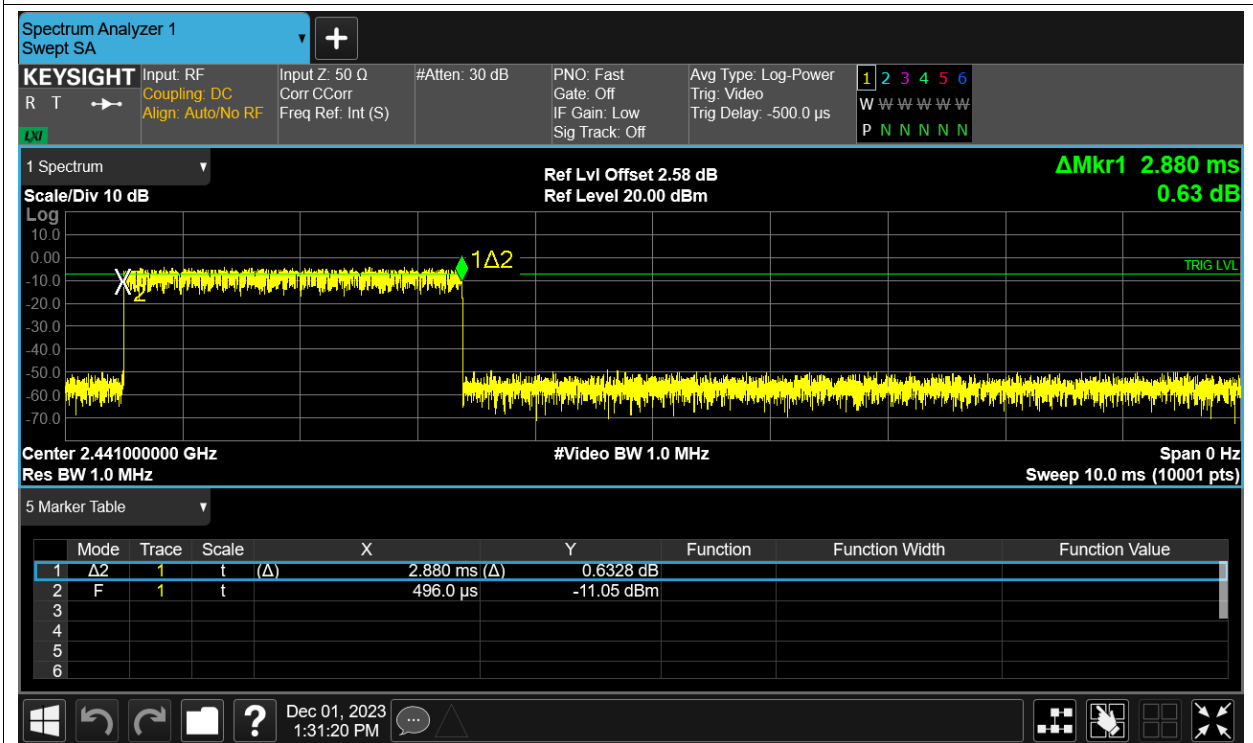 Spectrum Analyzer 1
Swept SA
KEYSIGHT Input: RF Input Z: 50 Ω #Atten: 30 dB PNO: Fast Avg Type: Log-Power 1 2 3 4 5 6
R T Coupling: DC Corr CCorr Gate: Off Trig: Video W W W W W W
Align: Auto/No RF Freq Ref: Int (S) IF Gain: Low Trig Delay: -500.0 µs
LXI Sig Track: Off P N N N N N
1 Spectrum Ref Lvl Offset 2.58 dB ΔMkr1 2.880 ms
Scale/Div 10 dB Ref Level 20.00 dBm 0.63 dB
Log
10.0
0.00 1Δ2
TRIG LVL
-10.0
2
-20.0
-30.0
-40.0
-50.0
-60.0
-70.0
Center 2.441000000 GHz #Video BW 1.0 MHz Span 0 Hz
Res BW 1.0 MHz Sweep 10.0 ms (10001 pts)
5 Marker Table
Mode Trace Scale X Y Function Function Width Function Value
1 Δ2 1 t (Δ) 2.880 ms (Δ) 0.6328 dB
2 F 1 t 496.0 µs -11.05 dBm
3
4
5
6
? Dec 01, 2023
1:31:20 PM